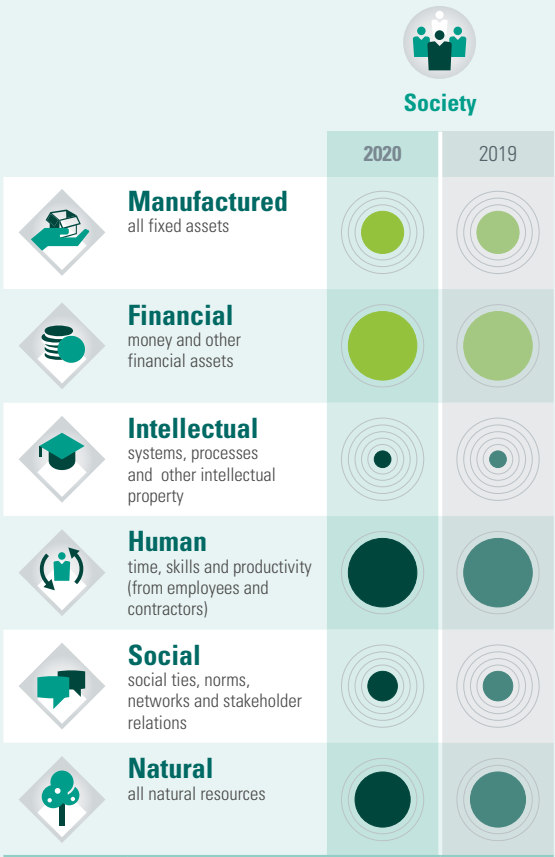 Society
2020 2019
Manufactured
all fixed assets
Financial
money and other
financial assets
Intellectual
systems, processes
and other intellectual
property
Human
time, skills and productivity
(from employees and
contractors)
Social
social ties, norms,
networks and stakeholder
relations
Natural
all natural resources